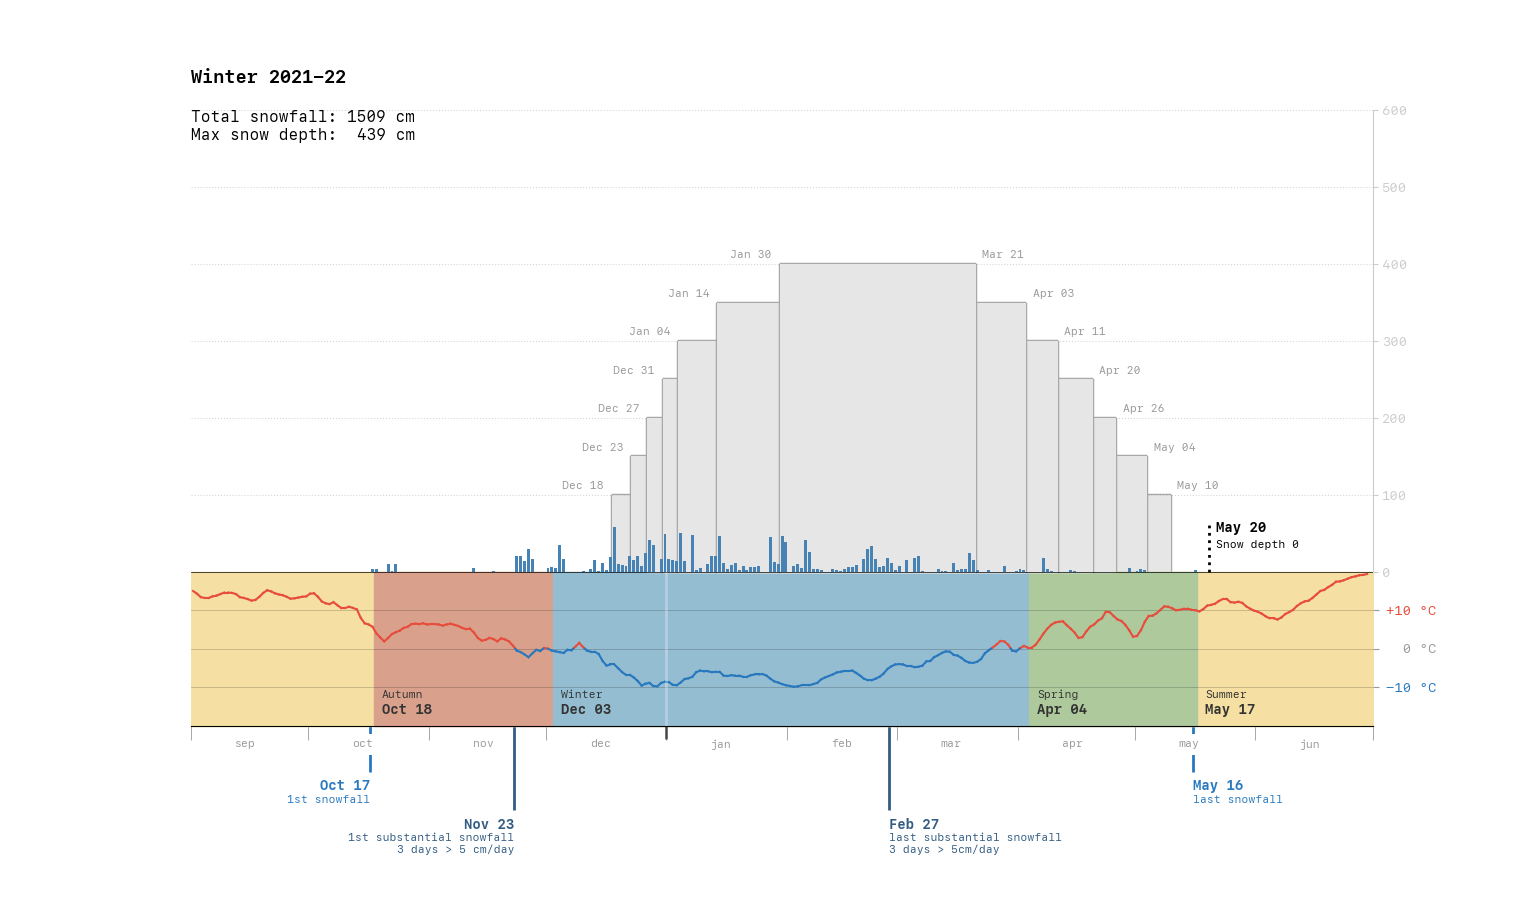 Winter 2021–22
Total snowfall: 1509 cm
Max snow depth:  439 cm
600
500
400
300
200
100
0
Jan 30
Mar 21
Jan 14
Apr 03
Jan 04
Apr 11
Dec 31
Apr 20
Dec 27
Apr 26
Dec 23
May 04
Dec 18
May 10
May 20
Snow depth 0
+10 °C
0 °C
−10 °C
Autumn
Oct 18
Winter
Dec 03
Spring
Apr 04
Summer
May 17
sep
oct
nov
dec
jan
feb
mar
apr
may
jun
Oct 17
1st snowfall
May 16
last snowfall
Nov 23
1st substantial snowfall
3 days > 5 cm/day
Feb 27
last substantial snowfall
3 days > 5cm/day